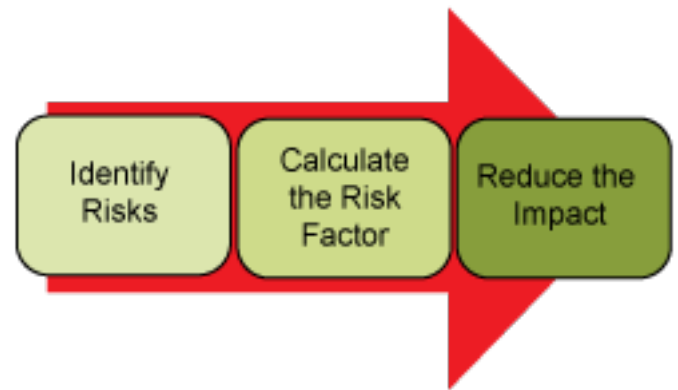 Identify
Risks
Calculate
the Risk
Factor
Reduce the
Impact